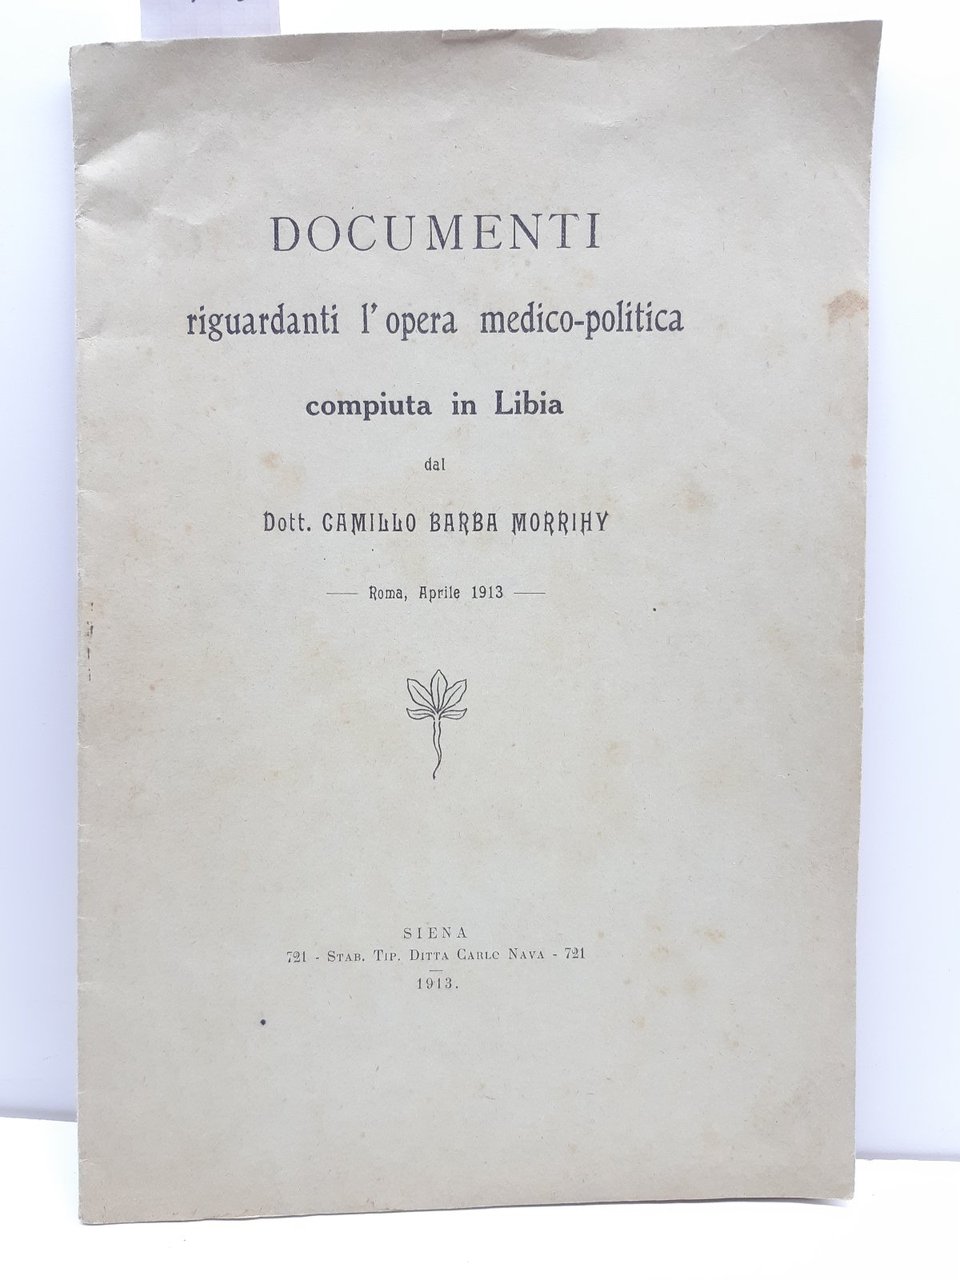 DOCUMENTI
riguardanti l'opera medico-politica
compiuta in Libia
dal
Dott. CAMILLO BARBA MORRIHY
— Roma, Aprile 1913 —
SIENA
721 - STAB. TIP. DITTA CARLO NAVA - 721
1913.